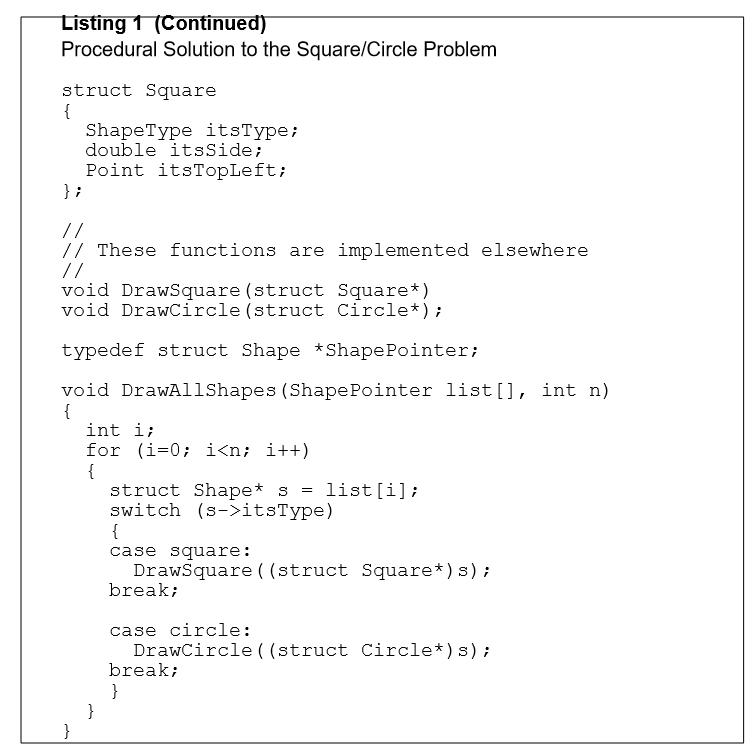 Listing 1 (Continued)
Procedural Solution to the Square/Circle Problem
struct Square
{
  ShapeType itsType;
  double itsSide;
  Point itsTopLeft;
};
//
// These functions are implemented elsewhere
//
void DrawSquare(struct Square*)
void DrawCircle(struct Circle*);
typedef struct Shape *ShapePointer;
void DrawAllShapes(ShapePointer list[], int n)
{
  int i;
  for (i=0; i<n; i++)
  {
    struct Shape* s = list[i];
    switch (s->itsType)
    {
    case square:
      DrawSquare((struct Square*)s);
    break;
    case circle:
      DrawCircle((struct Circle*)s);
    break;
    }
  }
}